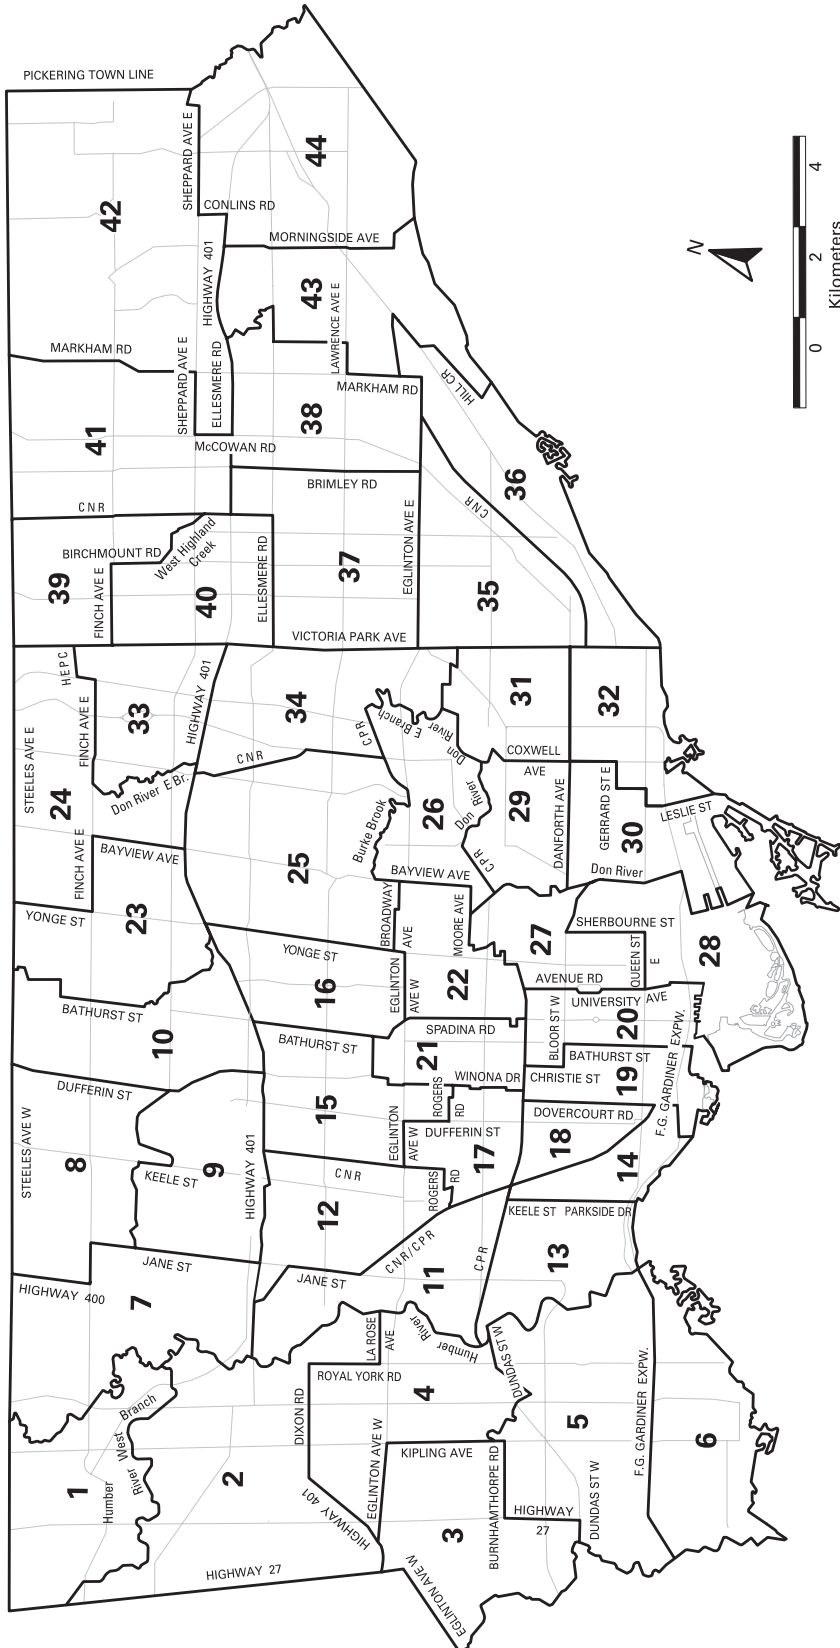 PICKERING TOWN LINE
42
SHEPPARD AVE E
CONLINS RD
44
HIGHWAY 401
MORNINGSIDE AVE
43
MARKHAM RD
SHEPPARD AVE E
ELLESMERE RD
LAWRENCE AVE E
MARKHAM RD
HILL CR
41
McCOWAN RD
38
CNR
BRIMLEY RD
36
CNR
BIRCHMOUNT RD
West Highland
Creek
39
FINCH AVE E
40
ELLESMERE RD
37
EGLINTON AVE E
35
VICTORIA PARK AVE
HEPC
STEELES AVE E
FINCH AVE E
33
HIGHWAY 401
34
CPR
E Branch
River
Don
31
32
24
CNR
Don River E Br.
COXWELL
AVE
FINCH AVE E
BAYVIEW AVE
Burke Brook
26
Don
River
29
DANFORTH AVE
GERRARD ST E
30
LESLIE ST
25
BAYVIEW AVE
CPR
Don River
YONGE ST
23
BROADWAY
AVE
MOORE AVE
27
SHERBOURNE ST
28
YONGE ST
16
EGLINTON
AVE W
22
AVENUE RD
QUEEN ST
E
BATHURST ST
10
BATHURST ST
SPADINA RD
BLOOR ST W
UNIVERSITY AVE
20
21
BATHURST ST
F.G. GARDINER EXPW.
DUFFERIN ST
15
ROGERS
RD
WINONA DR
CHRISTIE ST
19
STEELES AVE W
8
EGLINTON
AVE W
DUFFERIN ST
DOVERCOURT RD
18
KEELE ST
9
HIGHWAY 401
CNR
17
14
12
ROGERS
RD
KEELE ST
PARKSIDE DR
HIGHWAY 400
JANE ST
7
JANE ST
CNR/CPR
11
CPR
13
LA ROSE
AVE
Humber
River
DUNDAS ST W
ROYAL YORK RD
DIXON RD
4
1
Humber
River
West
Branch
2
EGLINTON AVE W
KIPLING AVE
5
F.G. GARDINER EXPW.
6
HIGHWAY 401
3
BURNHAMTHORPE RD
HIGHWAY
27
DUNDAS ST W
HIGHWAY 27
EGLINTON AVE W
N
0 2 4
Kilometers